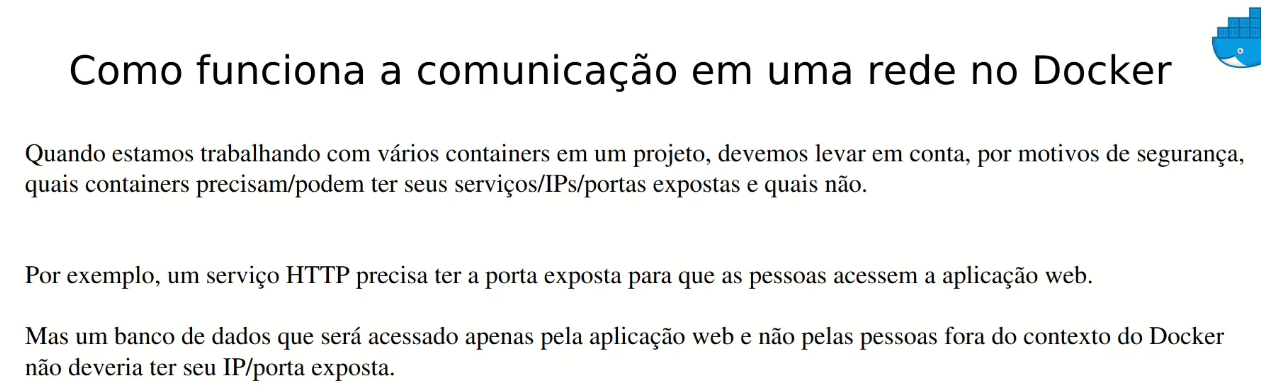 Como funciona a comunicação em uma rede no Docker
Quando estamos trabalhando com vários containers em um projeto, devemos levar em conta, por motivos de segurança,
quais containers precisam/podem ter seus serviços/IPs/portas expostas e quais não.
Por exemplo, um serviço HTTP precisa ter a porta exposta para que as pessoas acessem a aplicação web.
Mas um banco de dados que será acessado apenas pela aplicação web e não pelas pessoas fora do contexto do Docker
não deveria ter seu IP/porta exposta.